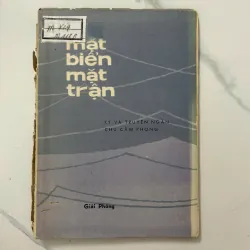 mặt
biển
mặt
trận
KÝ VÀ TRUYỆN NGẮN
CHU CẨM PHONG
Giải Phóng